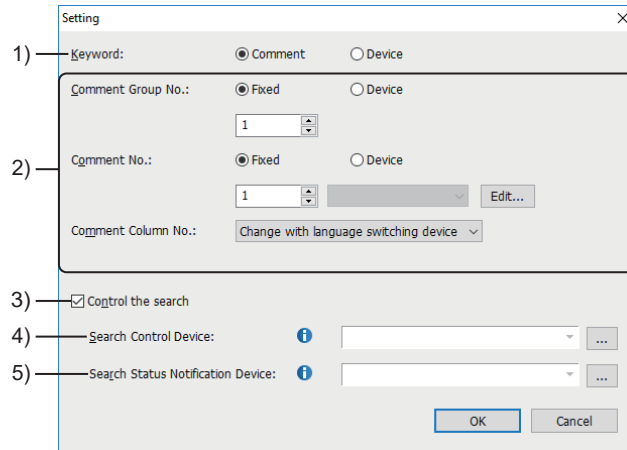 Setting
1) Keyword: Comment Device
Comment Group No.: Fixed Device
1
2) Comment No.: Fixed Device
1 Edit...
Comment Column No.: Change with language switching device
3) Control the search
4) Search Control Device: ...
5) Search Status Notification Device: ...
OK Cancel